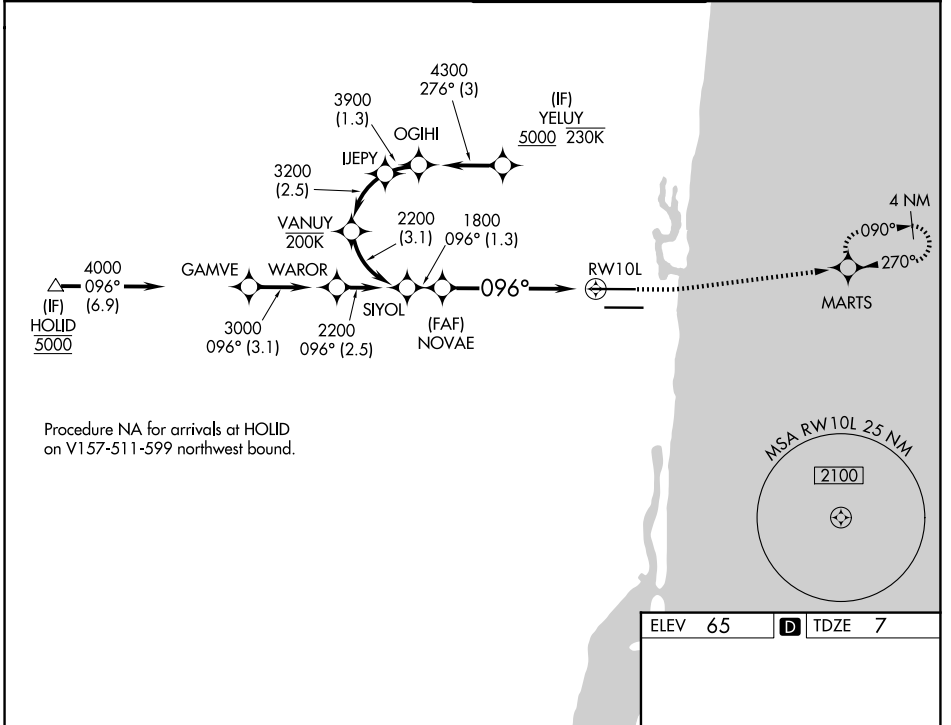 4300
276° (3)
(IF)
YELUY
5000 230K
3900
(1.3)
OGIHI
IJEPY
3200
(2.5)
VANUY
200K
2200
(3.1)
1800
096° (1.3)
4 NM
090°
270°
MARTS
4000
096°
(6.9)
(IF)
HOLID
5000
GAMVE
WAROR
SIYOL
(FAF)
NOVAE
096°
RW10L
3000
096° (3.1)
2200
096° (2.5)
Procedure NA for arrivals at HOLID
on V157-511-599 northwest bound.
MSA RW10L 25 NM
2100
ELEV 65 D TDZE 7